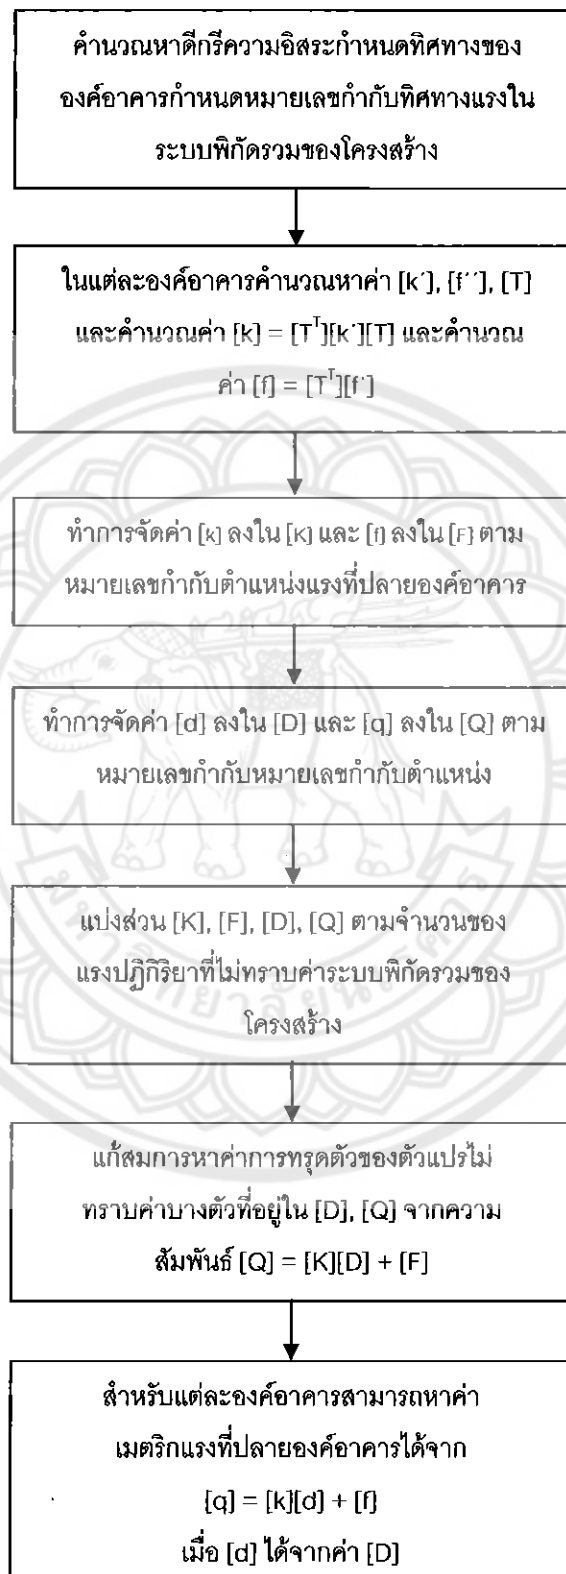 คำนวณหาดีกรีความอิสระกำหนดทิศทางของ
องค์อาคารกำหนดหมายเลขกำกับทิศทางแรงใน
ระบบพิกัดรวมของโครงสร้าง
ในแต่ละองค์อาคารคำนวณหาค่า [k'], [f''], [T]
และคำนวณค่า [k] = [T^T][k'][T] และคำนวณ
ค่า [f] = [T^T][f']
ทำการจัดค่า [k] ลงใน [K] และ [f] ลงใน [F] ตาม
หมายเลขกำกับตำแหน่งแรงที่ปลายองค์อาคาร
ทำการจัดค่า [d] ลงใน [D] และ [q] ลงใน [Q] ตาม
หมายเลขกำกับหมายเลขกำกับตำแหน่ง
แบ่งส่วน [K], [F], [D], [Q] ตามจำนวนของ
แรงปฏิกิริยาที่ไม่ทราบค่าระบบพิกัดรวมของ
โครงสร้าง
แก้สมการหาค่าการทรุดตัวของตัวแปรไม่
ทราบค่าบางตัวที่อยู่ใน [D], [Q] จากความ
สัมพันธ์ [Q] = [K][D] + [F]
สำหรับแต่ละองค์อาคารสามารถหาค่า
เมตริกแรงที่ปลายองค์อาคารได้จาก
[q] = [k][d] + [f]
เมื่อ [d] ได้จากค่า [D]